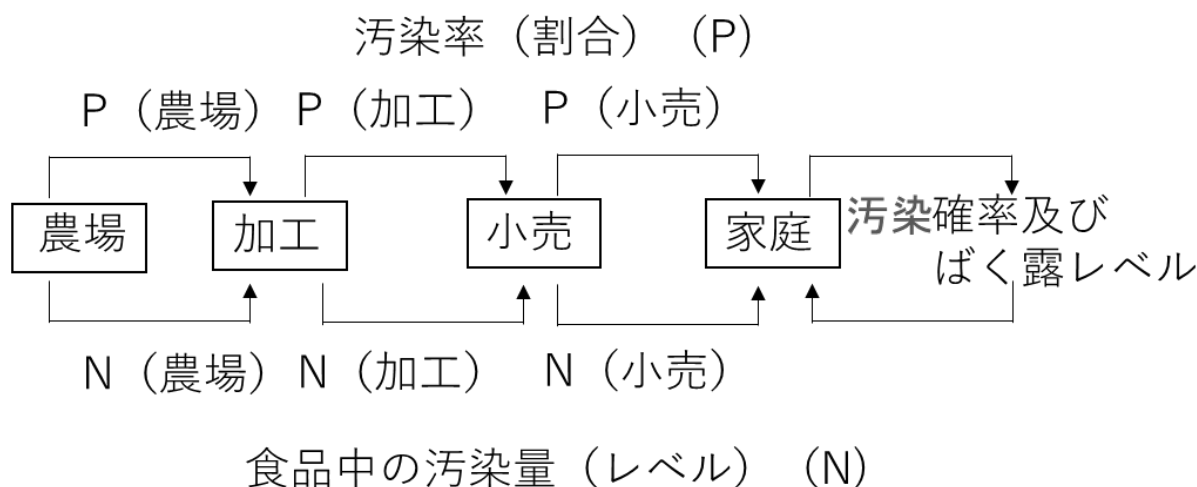 汚染率（割合）（P）
P（農場） P（加工） P（小売）
農場 加工 小売 家庭 汚染確率及び
ばく露レベル
N（農場） N（加工） N（小売）
食品中の汚染量（レベル）（N）